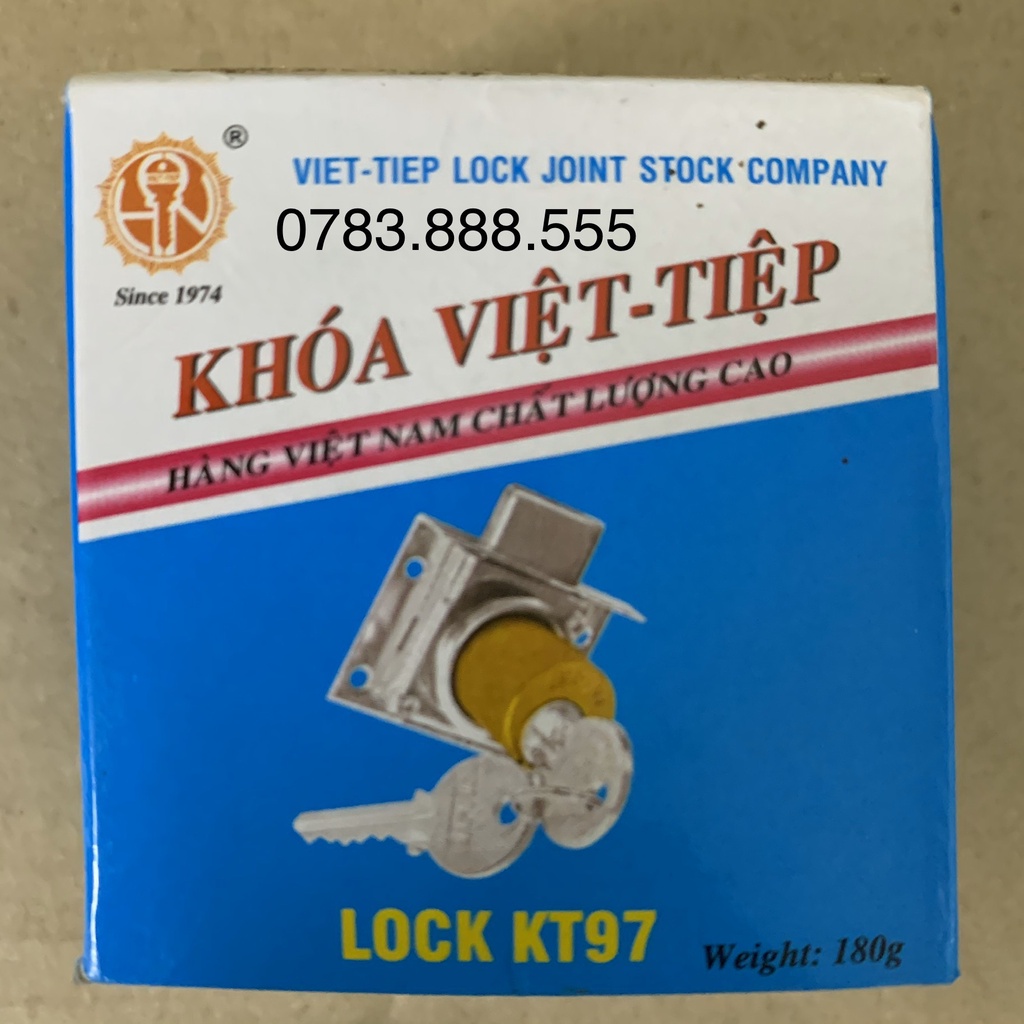 ®
VIET-TIEP LOCK JOINT STOCK COMPANY
0783.888.555
Since 1974
KHÓA VIỆT-TIỆP
HÀNG VIỆT NAM CHẤT LƯỢNG CAO
LOCK KT97
Weight: 180g